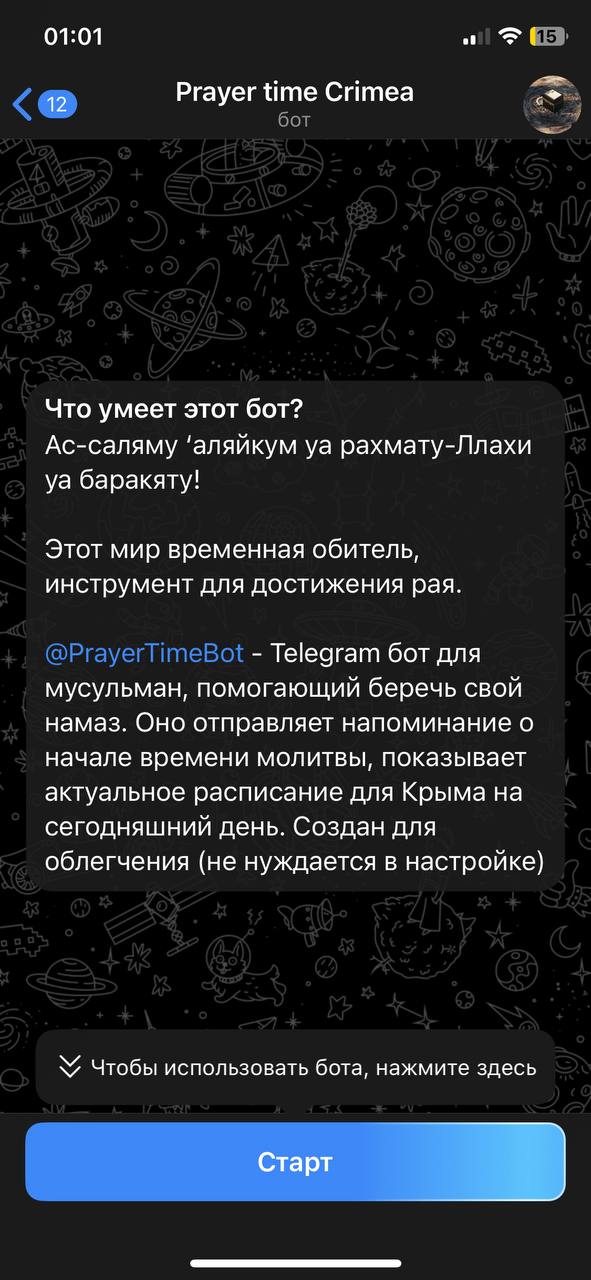 01:01
15
12
Prayer time Crimea
бот
Что умеет этот бот?
Ас-саляму ‘аляйкум уа рахмату-Ллахи
уа баракяту!
Этот мир временная обитель,
инструмент для достижения рая.
@PrayerTimeBot - Telegram бот для
мусульман, помогающий беречь свой
намаз. Оно отправляет напоминание о
начале времени молитвы, показывает
актуальное расписание для Крыма на
сегодняшний день. Создан для
облегчения (не нуждается в настройке)
Чтобы использовать бота, нажмите здесь
Старт